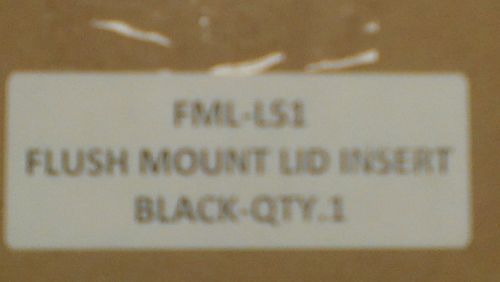 FML-LS1
FLUSH MOUNT LID INSERT
BLACK-QTY.1